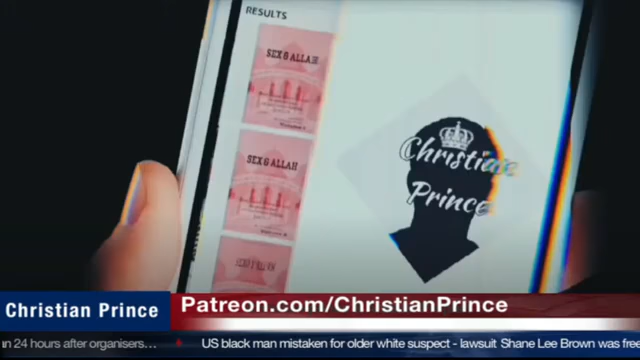 RESULTS
SEX & ALLAH
SEX & ALLAH
Christian
Prince
Christian Prince
Patreon.com/ChristianPrince
an 24 hours after organisers…
US black man mistaken for older white suspect - lawsuit Shane Lee Brown was free